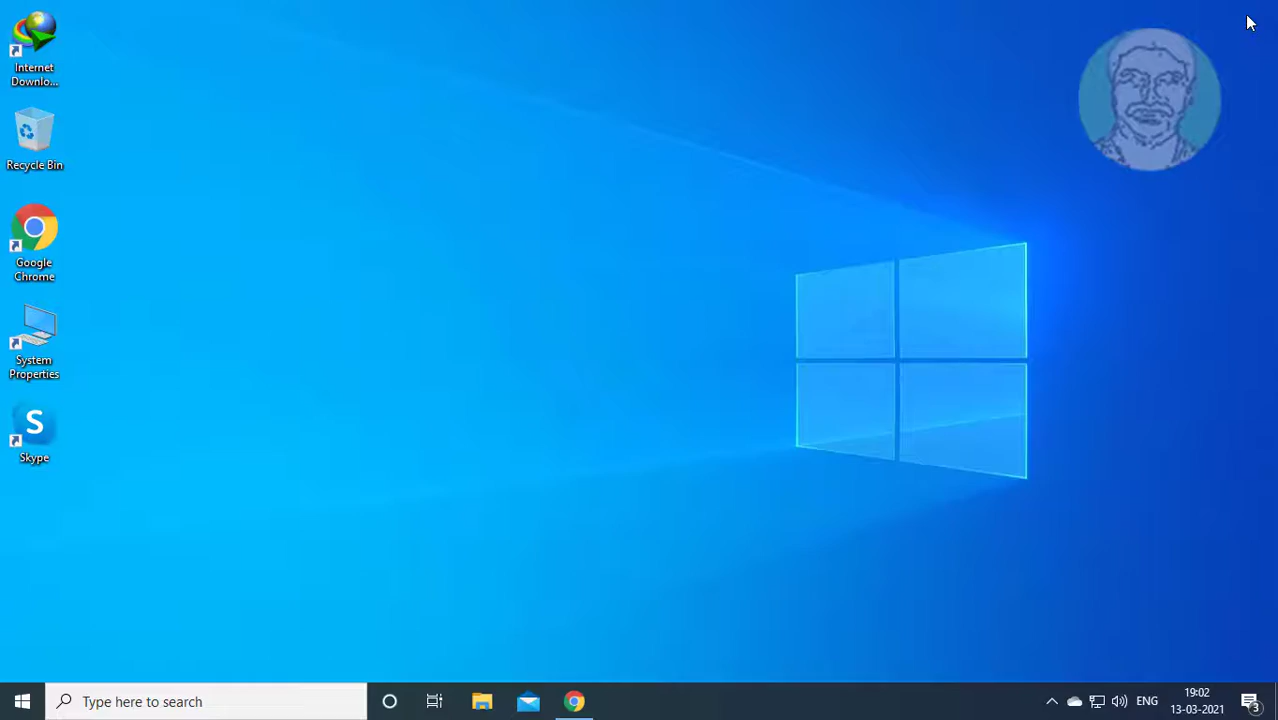 Internet
Downlo...
Recycle Bin
Google
Chrome
System
Properties
S
Skype
Type here to search
ENG
19:02
13-03-2021
3